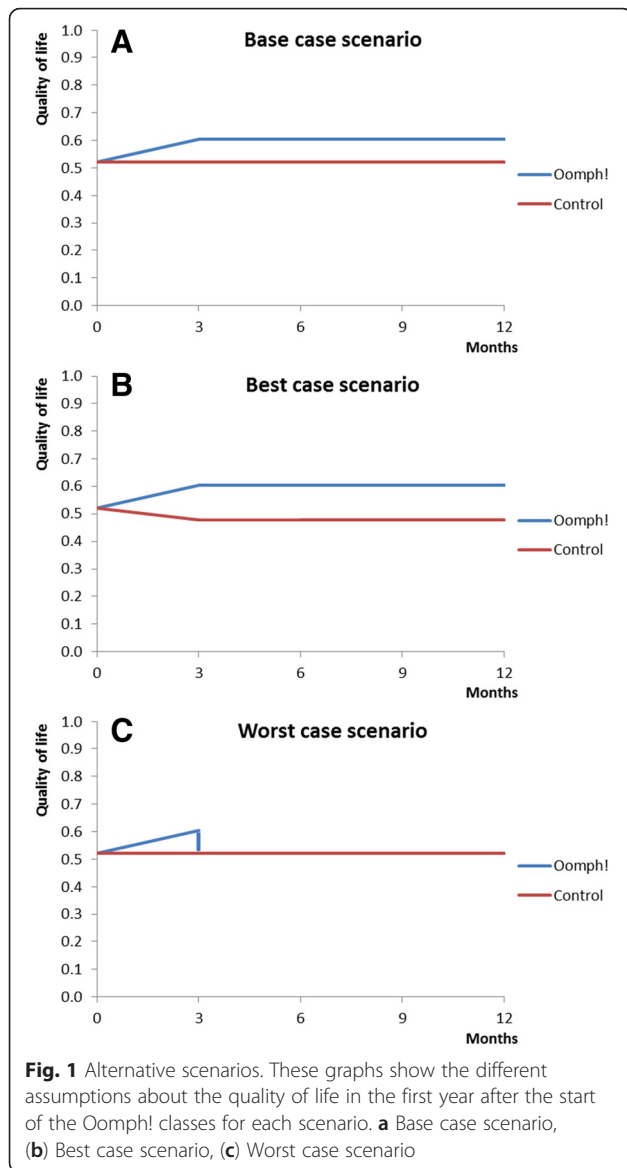 A
Base case scenario
Quality of life
1.0
0.9
0.8
0.7
0.6
0.5
0.4
0.3
0.2
0.1
0.0
0 3 6 9 12
Months
Oomph!
Control
B
Best case scenario
Quality of life
1.0
0.9
0.8
0.7
0.6
0.5
0.4
0.3
0.2
0.1
0.0
0 3 6 9 12
Months
Oomph!
Control
C
Worst case scenario
Quality of life
1.0
0.9
0.8
0.7
0.6
0.5
0.4
0.3
0.2
0.1
0.0
0 3 6 9 12
Months
Oomph!
Control
Fig. 1 Alternative scenarios. These graphs show the different
assumptions about the quality of life in the first year after the start
of the Oomph! classes for each scenario. a Base case scenario,
(b) Best case scenario, (c) Worst case scenario